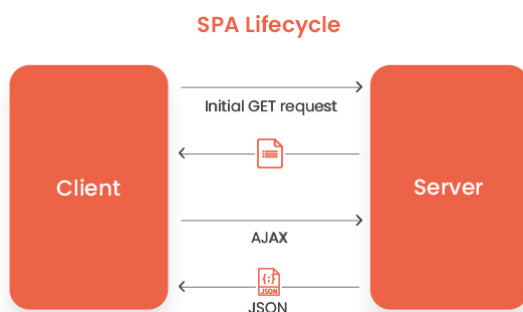 SPA Lifecycle
Initial GET request
Client
Server
AJAX
{;}
JSON
JSON